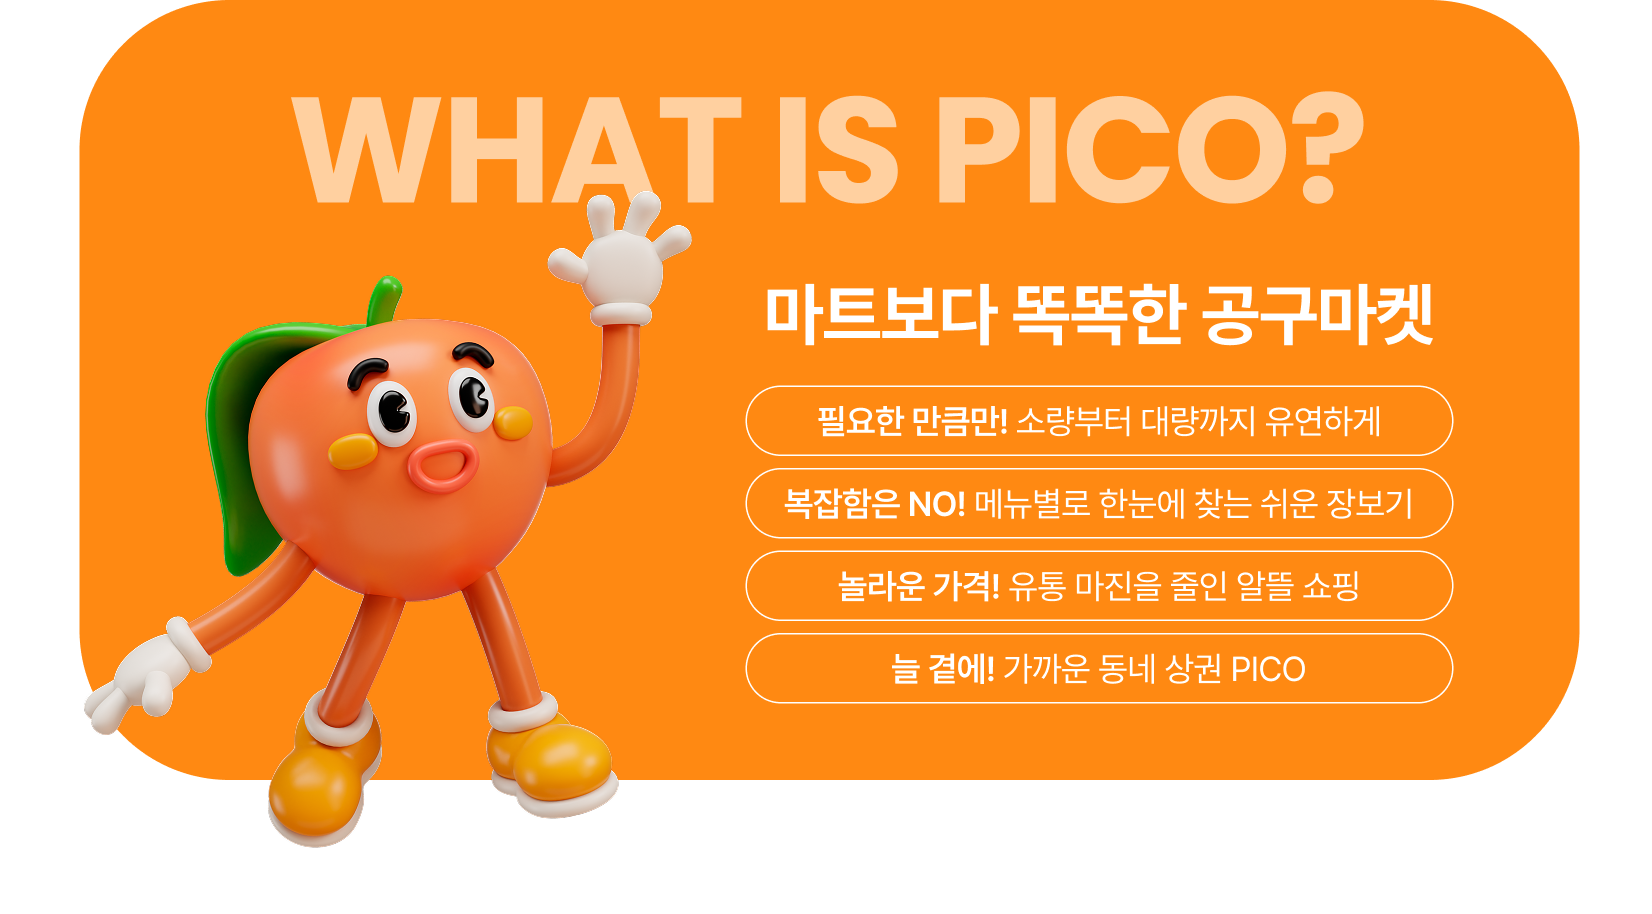 WHAT IS PICO?
마트보다 똑똑한 공구마켓
필요한 만큼만! 소량부터 대량까지 유연하게
복잡함은 NO! 메뉴별로 한눈에 찾는 쉬운 장보기
놀라운 가격! 유통 마진을 줄인 알뜰 쇼핑
늘 곁에! 가까운 동네 상권 PICO